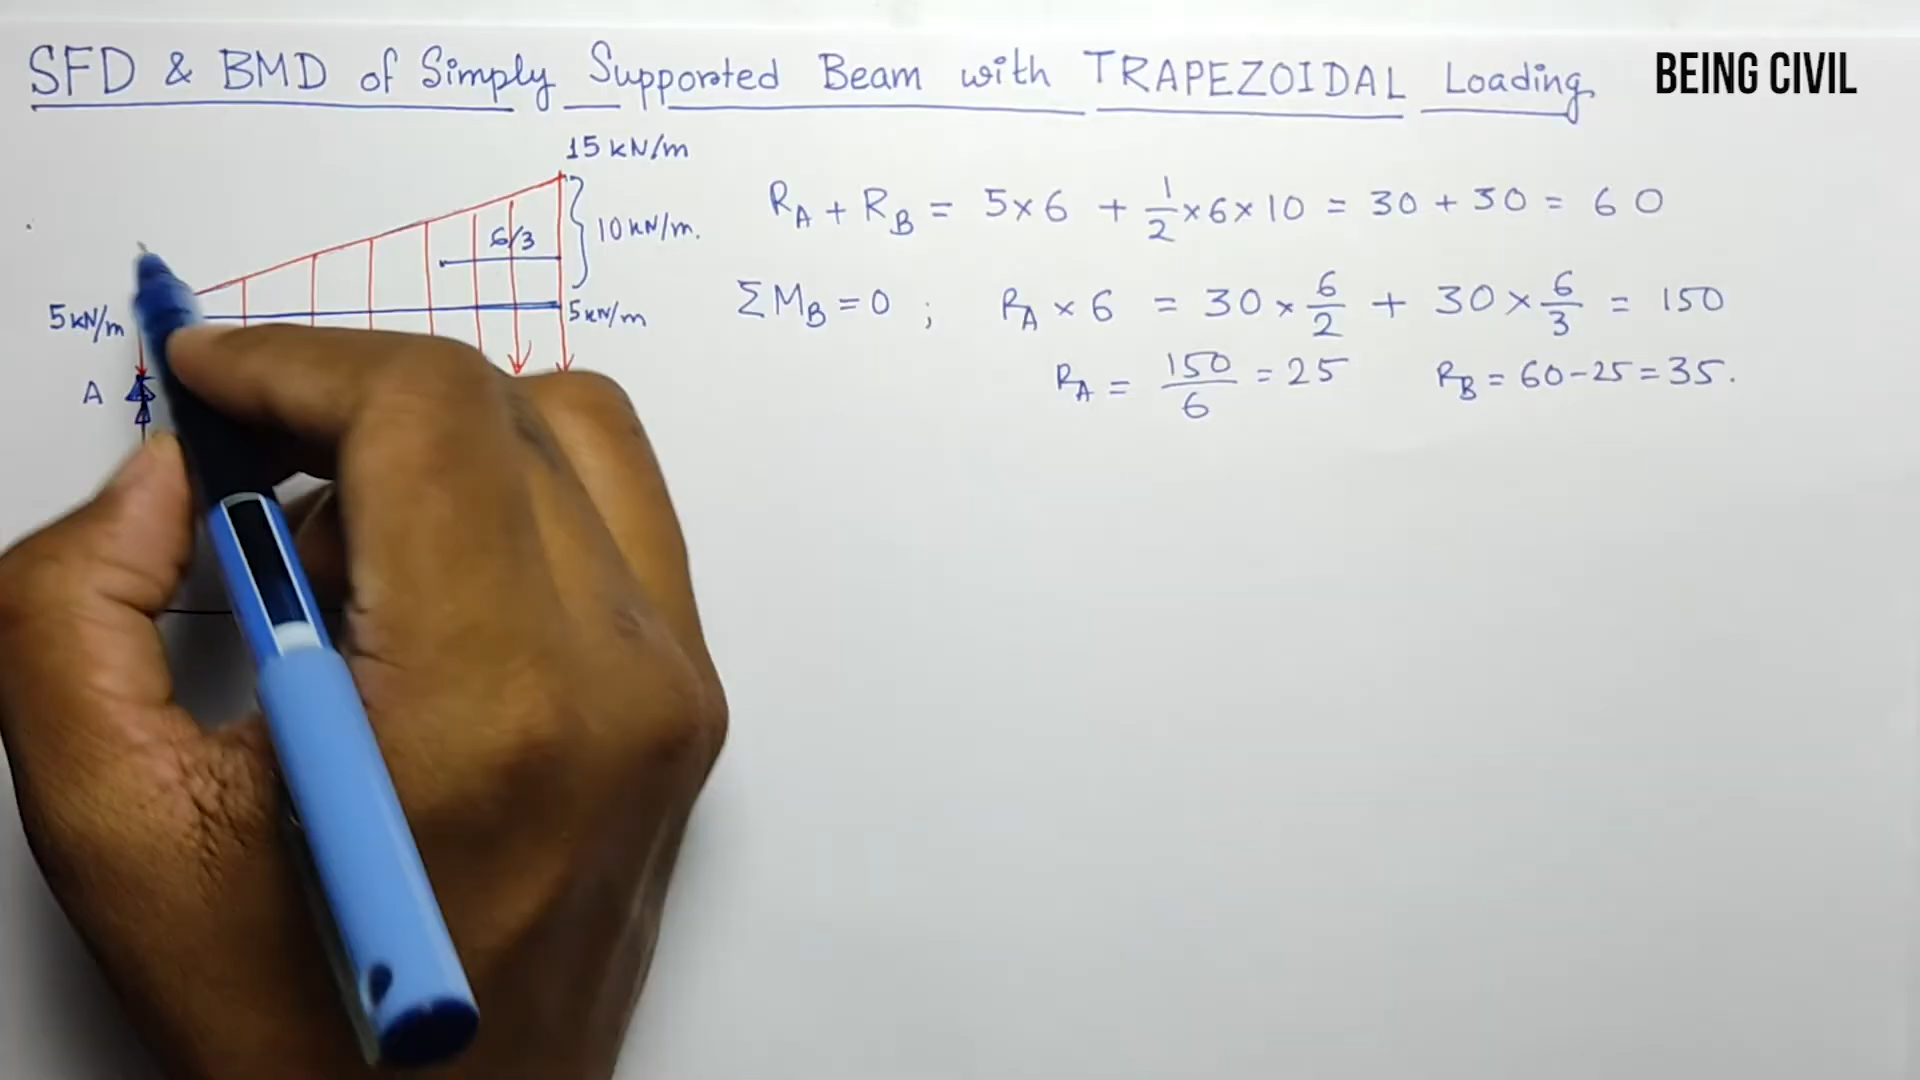 SFD & BMD of Simply Supported Beam with TRAPEZOIDAL Loading
BEING CIVIL
15 kN/m
6/3
10 kN/m.
5 kN/m
5 kN/m
A
R_A + R_B = 5×6 + 1/2 ×6×10 = 30 + 30 = 60
ΣM_B = 0 ; R_A × 6 = 30 × 6/2 + 30 × 6/3 = 150
R_A = 150/6 = 25 R_B = 60-25 = 35.